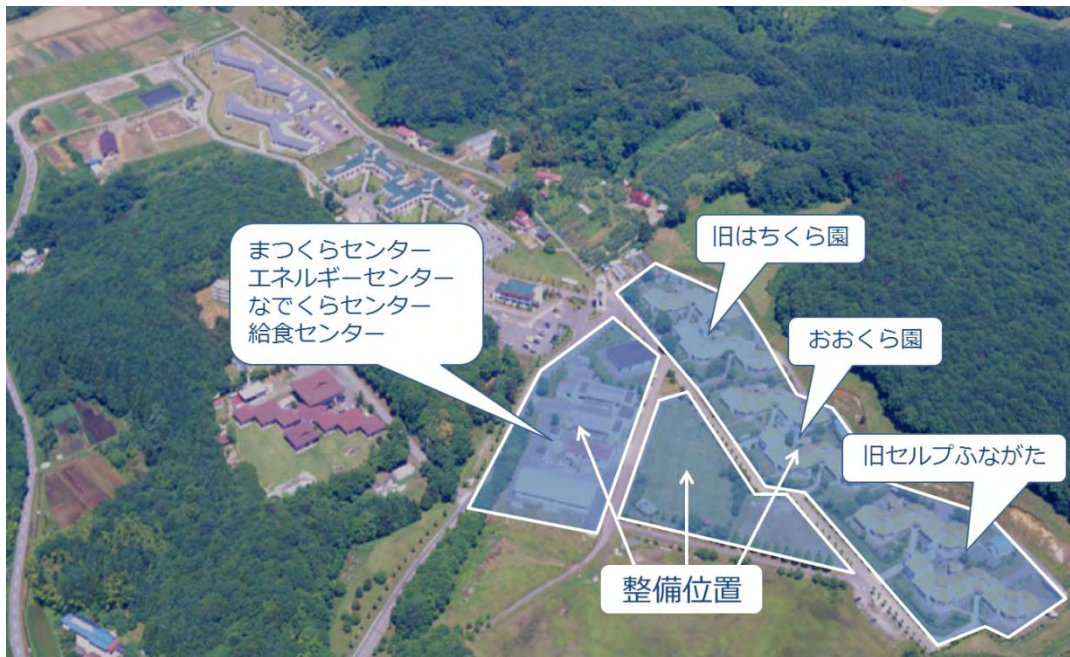 まつくらセンター
エネルギーセンター
なでくらセンター
給食センター
旧はちくら園
おおくら園
旧セルプふながた
整備位置